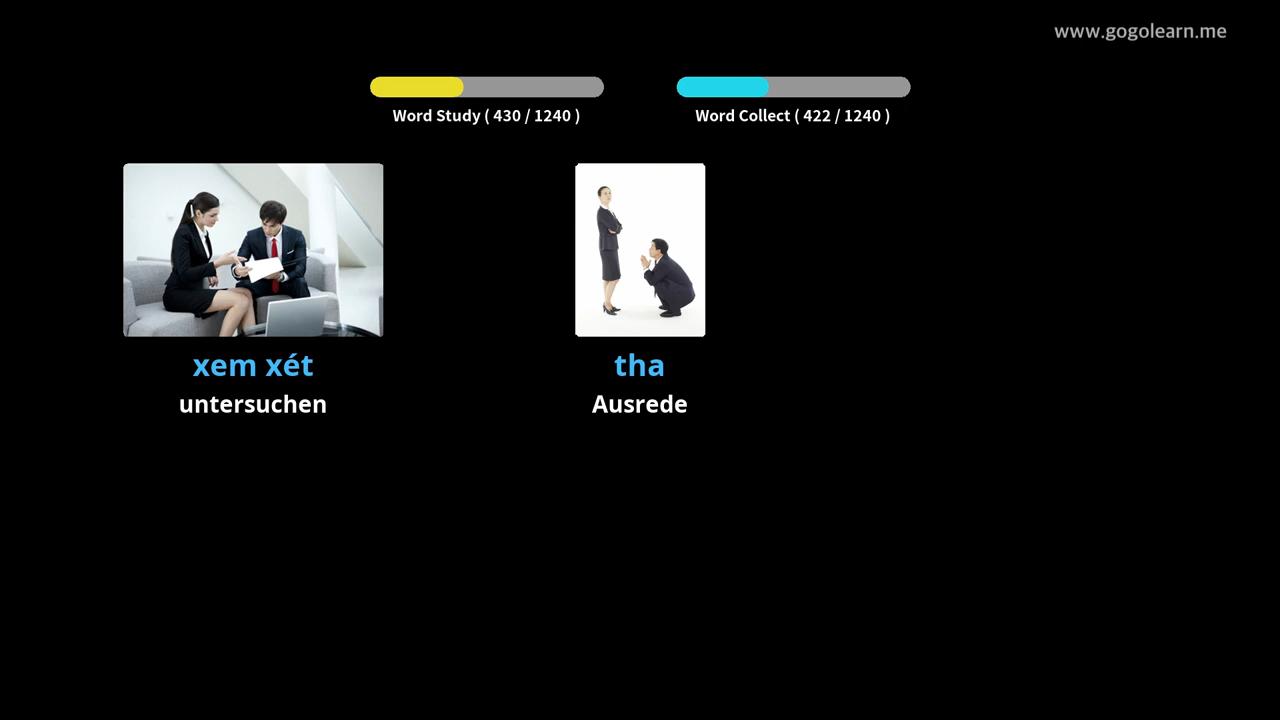 www.gogolearn.me
Word Study ( 430 / 1240 )
Word Collect ( 422 / 1240 )
xem xét
untersuchen
tha
Ausrede